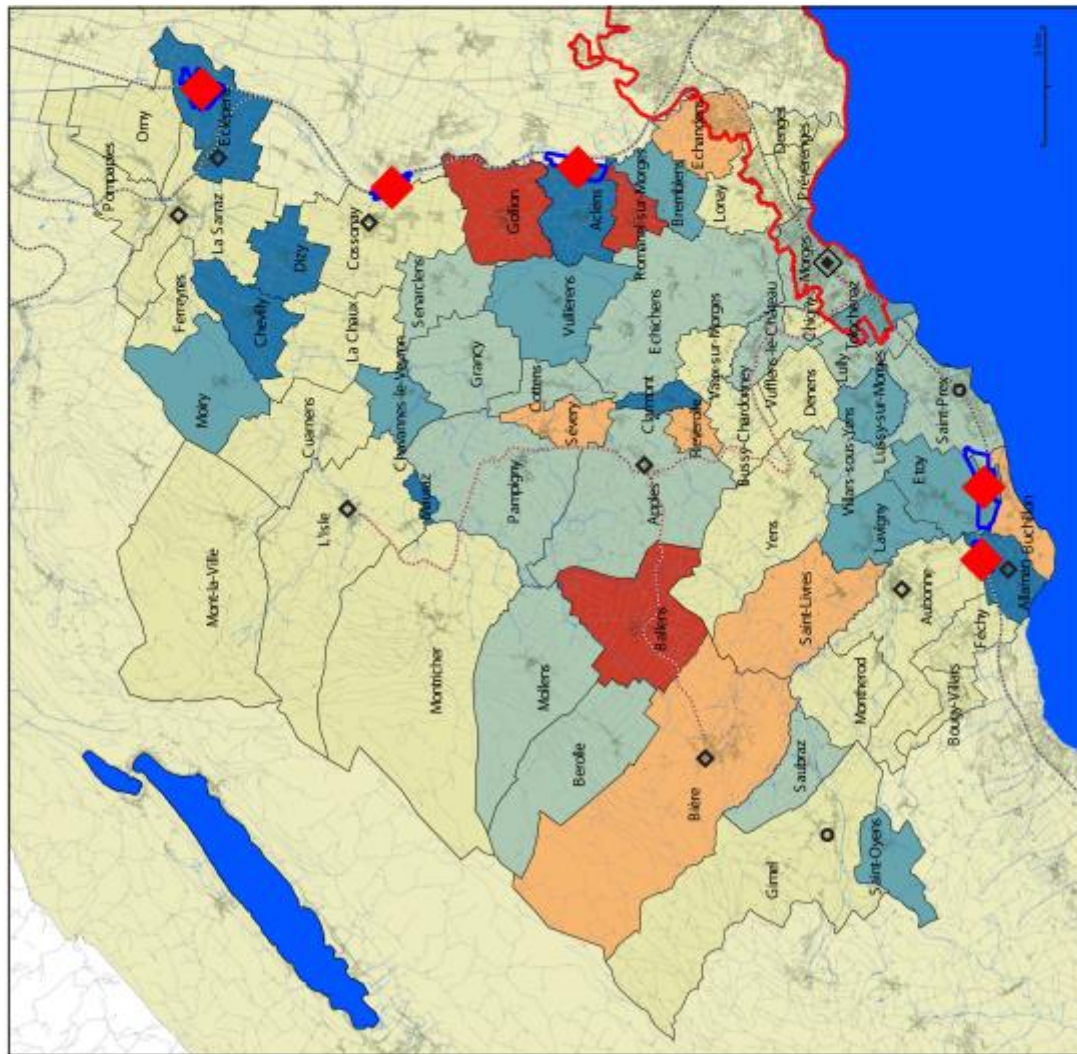 Pompaples
Orny
Eclépens
La Sarraz
Ferreyres
Dizy
Chevilly
Moiry
Cossonay
La Chaux
Cuarnens
Mont-la-Ville
L'Isle
Chavannes-le-Veyron
Mauraz
Senarclens
Gollion
Grancy
Vullierens
Aclens
Romanel-sur-Morges
Bremblens
Echandens
Denges
Préverenges
Lonay
Echichens
Cottens
Sévery
Pampigny
Montricher
Mollens
Berolle
Ballens
Apples
Clarmont
Reverolle
Vaux-sur-Morges
Bussy-Chardonney
Vufflens-le-Château
Chigny
Morges
Tolochenaz
Denens
Lully
Lussy-sur-Morges
Villars-sous-Yens
Yens
Saint-Prex
Etoy
Lavigny
Saint-Livres
Aubonne
Buchillon
Allaman
Féchy
Bougy-Villars
Montherod
Saubraz
Bière
Gimel
Saint-Oyens